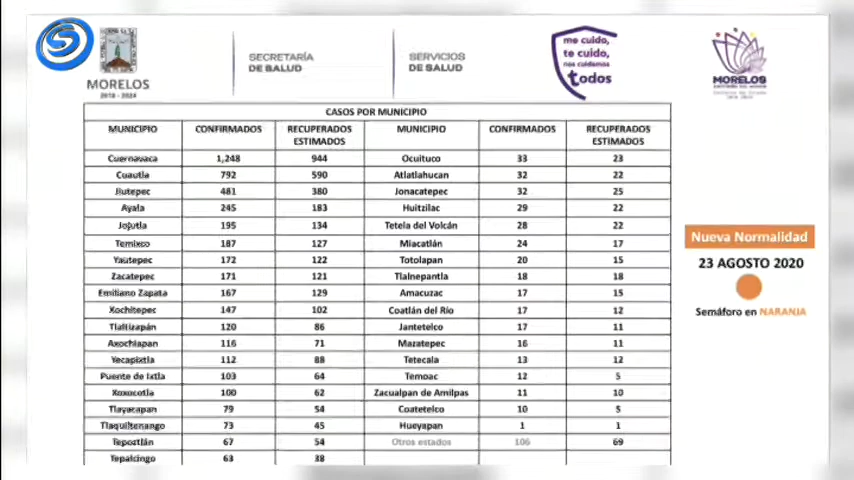 MORELOS
2018 - 2024
SECRETARÍA
DE SALUD
SERVICIOS
DE SALUD
me cuido,
te cuido,
nos cuidamos
todos
MORELOS
2018 - 2024
CASOS POR MUNICIPIO
MUNICIPIO CONFIRMADOS RECUPERADOS ESTIMADOS MUNICIPIO CONFIRMADOS RECUPERADOS ESTIMADOS
Cuernavaca 1,248 944 Ocuituco 33 23
Cuautla 792 590 Atlatlahucan 32 22
Jiutepec 481 380 Jonacatepec 32 25
Ayala 245 183 Huitzilac 29 22
Jojutla 195 134 Tetela del Volcán 28 22
Temixco 187 127 Miacatlán 24 17
Yautepec 172 122 Totolapan 20 15
Zacatepec 171 121 Tlalnepantla 18 18
Emiliano Zapata 167 129 Amacuzac 17 15
Xochitepec 147 102 Coatlán del Río 17 12
Tlaltizapán 120 86 Jantetelco 17 11
Axochiapan 116 71 Mazatepec 16 11
Yecapixtla 112 88 Tetecala 13 12
Puente de Ixtla 103 64 Temoac 12 5
Xoxocotla 100 62 Zacualpan de Amilpas 11 10
Tlayacapan 79 54 Coatetelco 10 5
Tlaquiltenango 73 45 Hueyapan 1 1
Tepoztlán 67 54 Otros estados 106 69
Tepalcingo 63 38
Nueva Normalidad
23 AGOSTO 2020
Semáforo en NARANJA